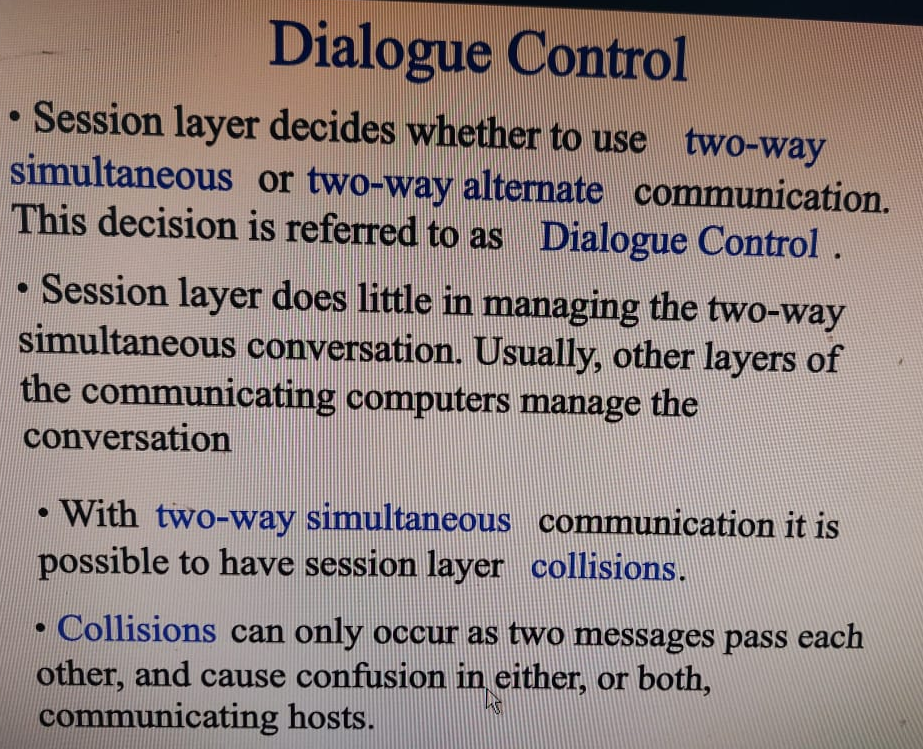 Dialogue Control
• Session layer decides whether to use two-way
simultaneous or two-way alternate communication.
This decision is referred to as Dialogue Control .
• Session layer does little in managing the two-way
simultaneous conversation. Usually, other layers of
the communicating computers manage the
conversation
• With two-way simultaneous communication it is
possible to have session layer collisions.
• Collisions can only occur as two messages pass each
other, and cause confusion in either, or both,
communicating hosts.